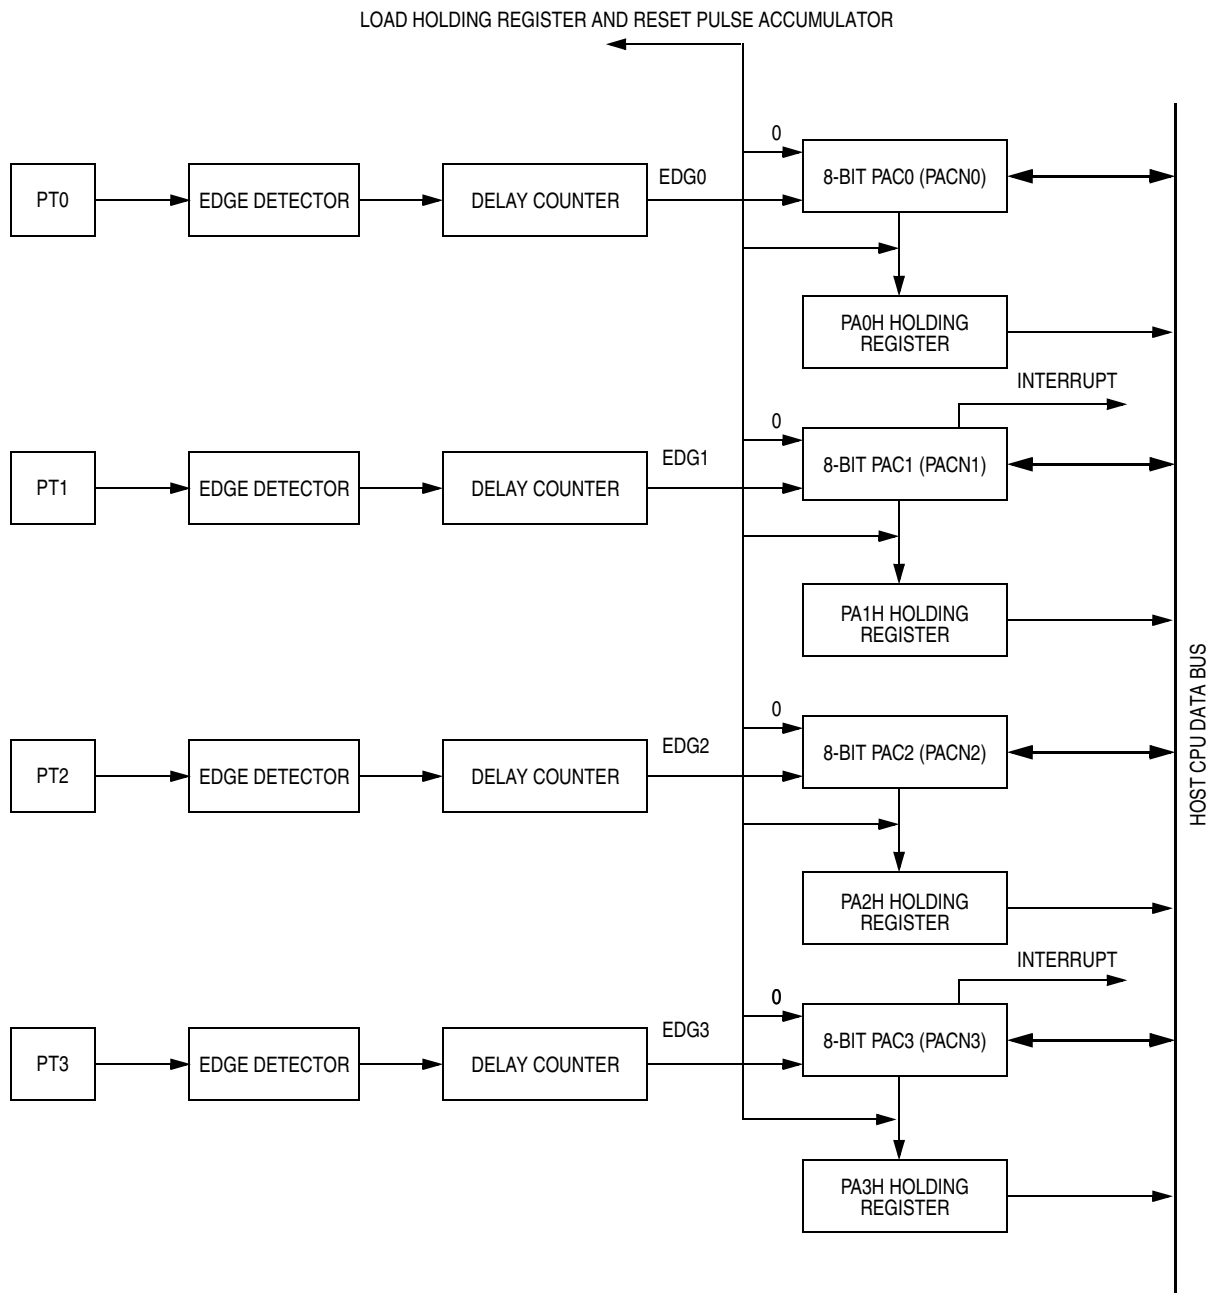 LOAD HOLDING REGISTER AND RESET PULSE ACCUMULATOR
0
EDG0
8-BIT PAC0 (PACN0)
PT0
EDGE DETECTOR
DELAY COUNTER
PA0H HOLDING
REGISTER
INTERRUPT
0
EDG1
8-BIT PAC1 (PACN1)
PT1
EDGE DETECTOR
DELAY COUNTER
PA1H HOLDING
REGISTER
HOST CPU DATA BUS
0
EDG2
8-BIT PAC2 (PACN2)
PT2
EDGE DETECTOR
DELAY COUNTER
PA2H HOLDING
REGISTER
INTERRUPT
0
EDG3
8-BIT PAC3 (PACN3)
PT3
EDGE DETECTOR
DELAY COUNTER
PA3H HOLDING
REGISTER